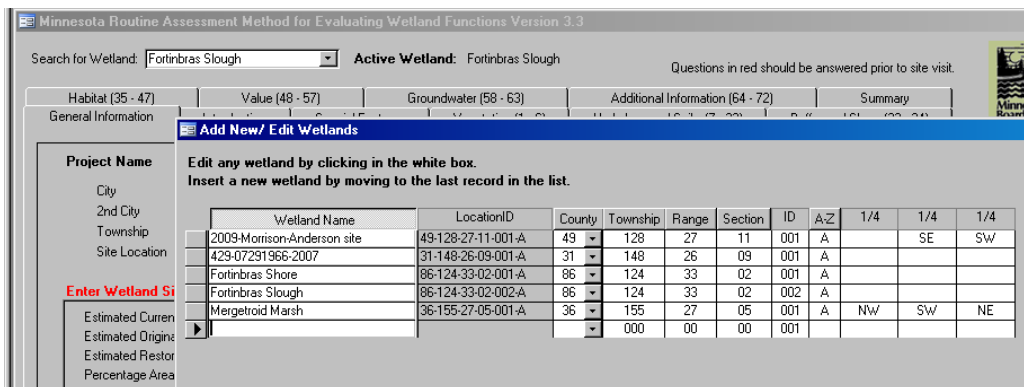 Minnesota Routine Assessment Method for Evaluating Wetland Functions Version 3.3
Search for Wetland: Fortinbras Slough Active Wetland: Fortinbras Slough
Questions in red should be answered prior to site visit.
Habitat (35 - 47) Value (48 - 57) Groundwater (58 - 63) Additional Information (64 - 72) Summary
General Information
Add New/ Edit Wetlands
Edit any wetland by clicking in the white box.
Insert a new wetland by moving to the last record in the list.
Project Name
City
2nd City
Township
Site Location
Enter Wetland Si
Estimated Curren
Estimated Origina
Estimated Restor
Percentage Area
Wetland Name LocationID County Township Range Section ID A-Z 1/4 1/4 1/4
2009-Morrison-Anderson site 49-128-27-11-001-A 49 128 27 11 001 A SE SW
429-07291966-2007 31-148-26-09-001-A 31 148 26 09 001 A
Fortinbras Shore 86-124-33-02-001-A 86 124 33 02 001 A
Fortinbras Slough 86-124-33-02-002-A 86 124 33 02 002 A
Mergetroid Marsh 36-155-27-05-001-A 36 155 27 05 001 A NW SW NE
000 00 00 001
Minne
Board